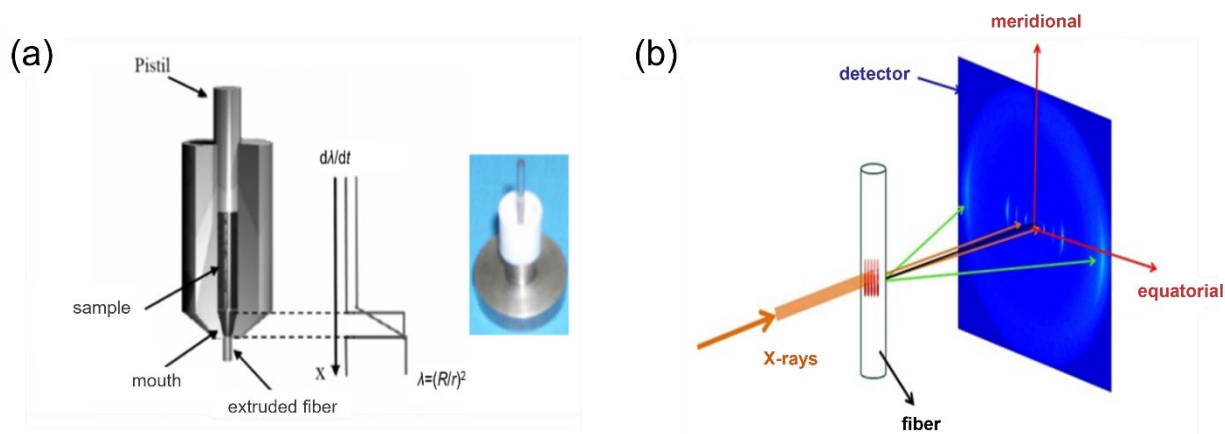 (a)
Pistil
dλ/dt
sample
mouth
X
λ=(R/r)²
extruded fiber
(b)
meridional
detector
equatorial
X-rays
fiber